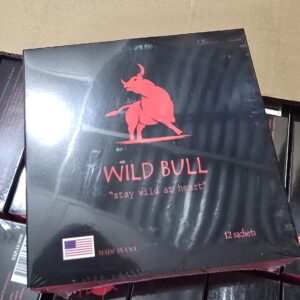 WILD BULL
"stay wild at heart"
MADE IN USA
12 sachets